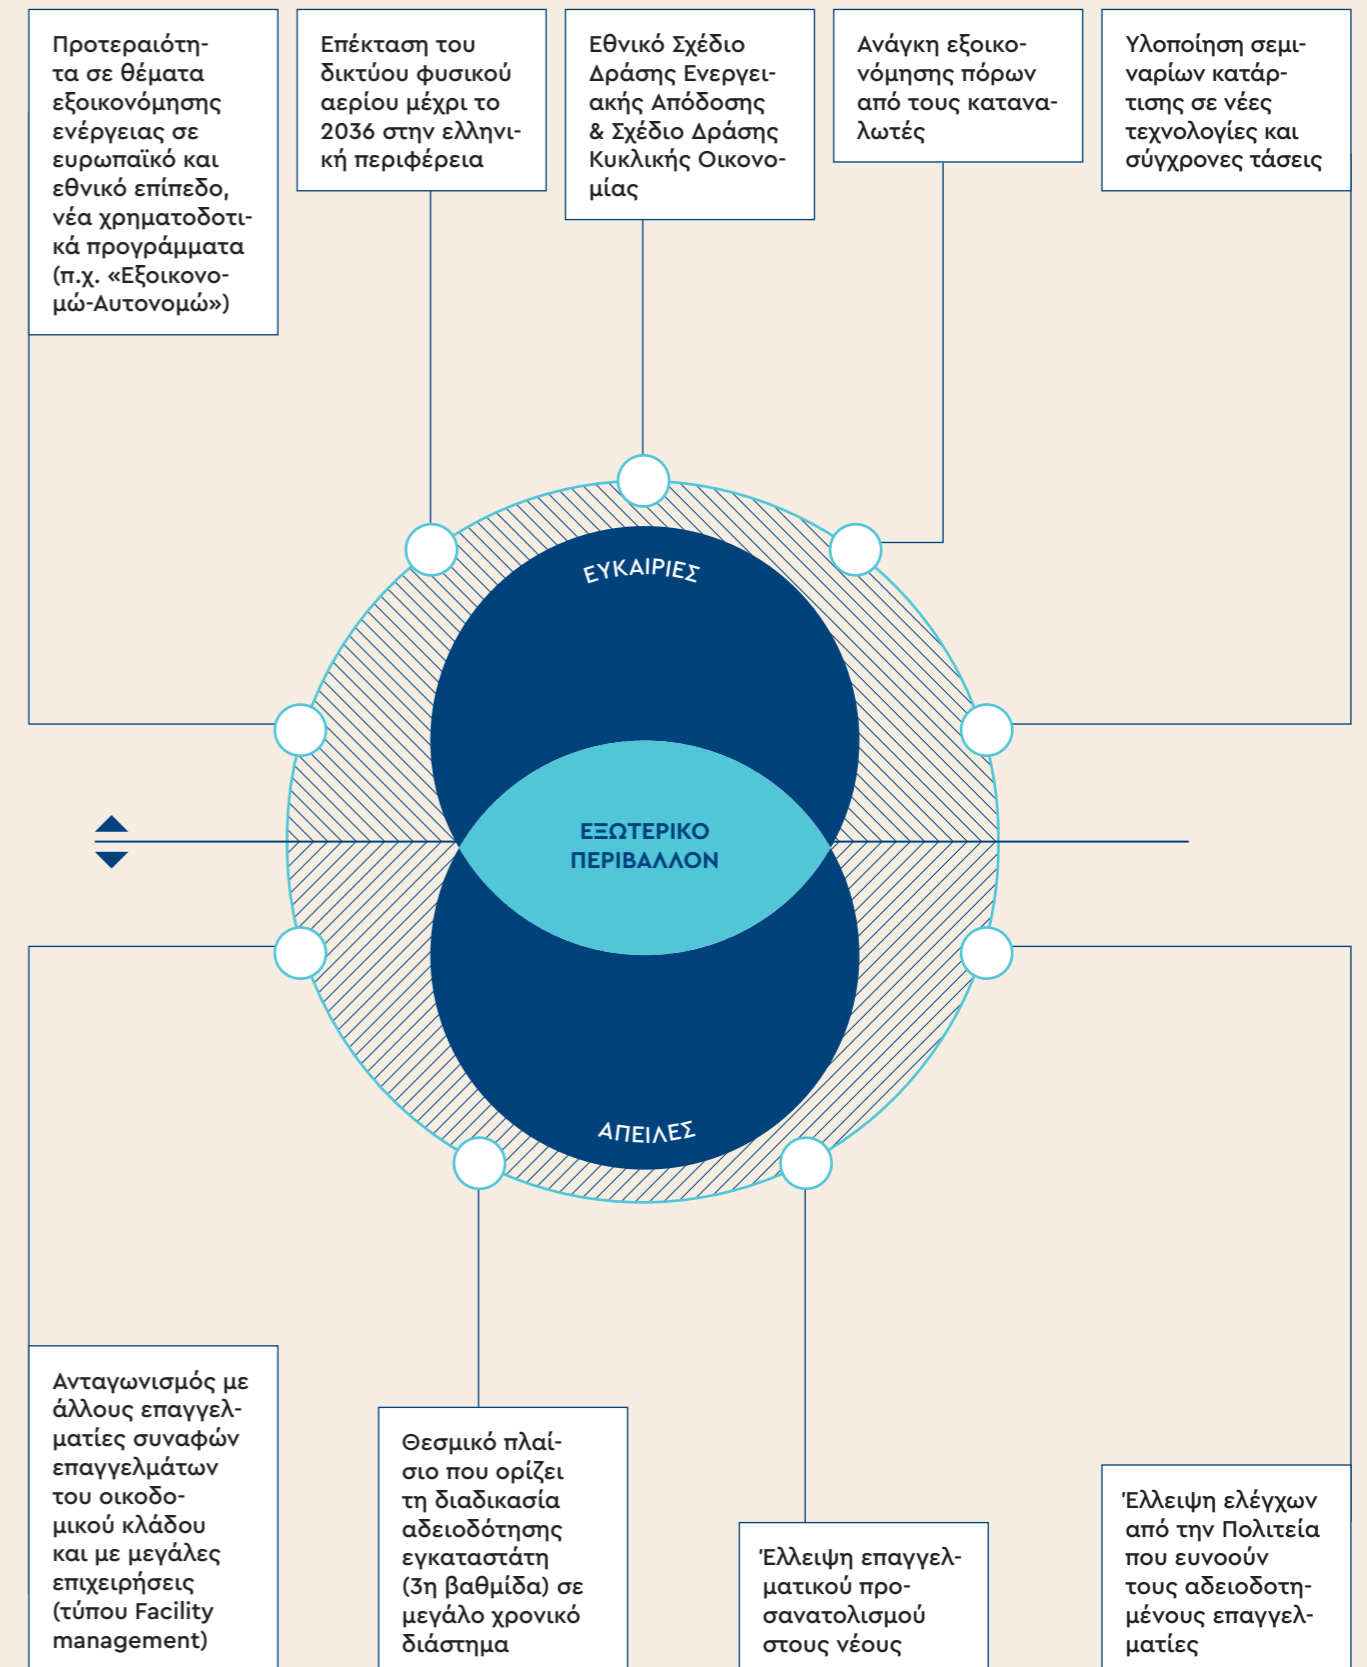 Προτεραιότη-
τα σε θέματα
εξοικονόμησης
ενέργειας σε
ευρωπαϊκό και
εθνικό επίπεδο,
νέα χρηματοδοτι-
κά προγράμματα
(π.χ. «Εξοικονο-
μώ-Αυτονομώ»)
Επέκταση του
δικτύου φυσικού
αερίου μέχρι το
2036 στην ελληνι-
κή περιφέρεια
Εθνικό Σχέδιο
Δράσης Ενεργει-
ακής Απόδοσης
& Σχέδιο Δράσης
Κυκλικής Οικονο-
μίας
Ανάγκη εξοικο-
νόμησης πόρων
από τους κατανα-
λωτές
Υλοποίηση σεμι-
ναρίων κατάρ-
τισης σε νέες
τεχνολογίες και
σύγχρονες τάσεις
ΕΥΚΑΙΡΙΕΣ
ΕΞΩΤΕΡΙΚΟ
ΠΕΡΙΒΑΛΛΟΝ
ΑΠΕΙΛΕΣ
Ανταγωνισμός με
άλλους επαγγελ-
ματίες συναφών
επαγγελμάτων
του οικοδο-
μικού κλάδου
και με μεγάλες
επιχειρήσεις
(τύπου Facility
management)
Θεσμικό πλαί-
σιο που ορίζει
τη διαδικασία
αδειοδότησης
εγκαταστάτη
(3η βαθμίδα) σε
μεγάλο χρονικό
διάστημα
Έλλειψη επαγγελ-
ματικού προ-
σανατολισμού
στους νέους
Έλλειψη ελέγχων
από την Πολιτεία
που ευνοούν
τους αδειοδοτη-
μένους επαγγελ-
ματίες